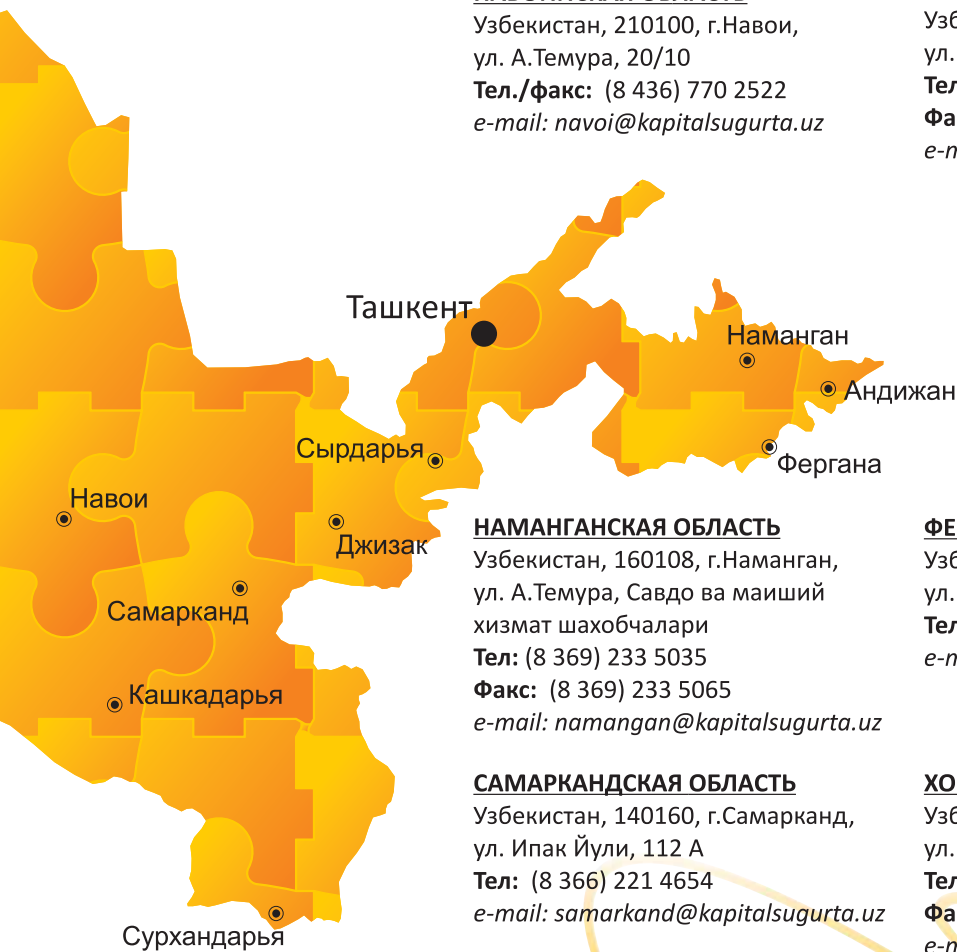 Узбекистан, 210100, г.Навои,
ул. А.Темура, 20/10
Тел./факс: (8 436) 770 2522
e-mail: navoi@kapitalsugurta.uz
Ташкент
Наманган
Андижан
Сырдарья
Фергана
Навои
Джизак
Самарканд
Кашкадарья
Сурхандарья
НАМАНГАНСКАЯ ОБЛАСТЬ
Узбекистан, 160108, г.Наманган,
ул. А.Темура, Савдо ва маиший
хизмат шахобчалари
Тел: (8 369) 233 5035
Факс: (8 369) 233 5065
e-mail: namangan@kapitalsugurta.uz
САМАРКАНДСКАЯ ОБЛАСТЬ
Узбекистан, 140160, г.Самарканд,
ул. Ипак Йули, 112 А
Тел: (8 366) 221 4654
e-mail: samarkand@kapitalsugurta.uz
ул.
ул.
ул.